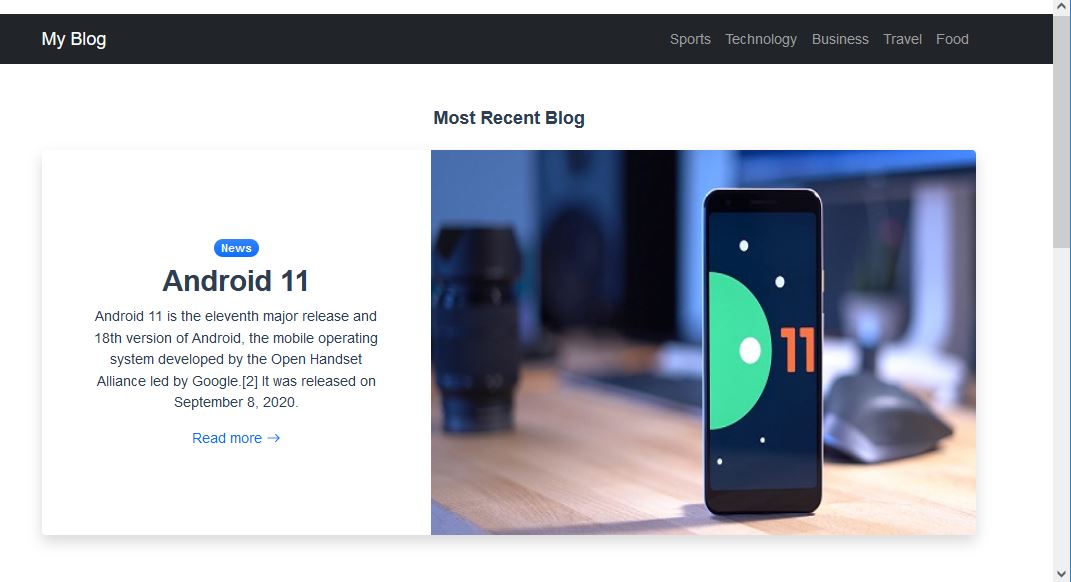 My Blog
Sports Technology Business Travel Food
Most Recent Blog
News
Android 11
Android 11 is the eleventh major release and
18th version of Android, the mobile operating
system developed by the Open Handset
Alliance led by Google.[2] It was released on
September 8, 2020.
Read more →
11